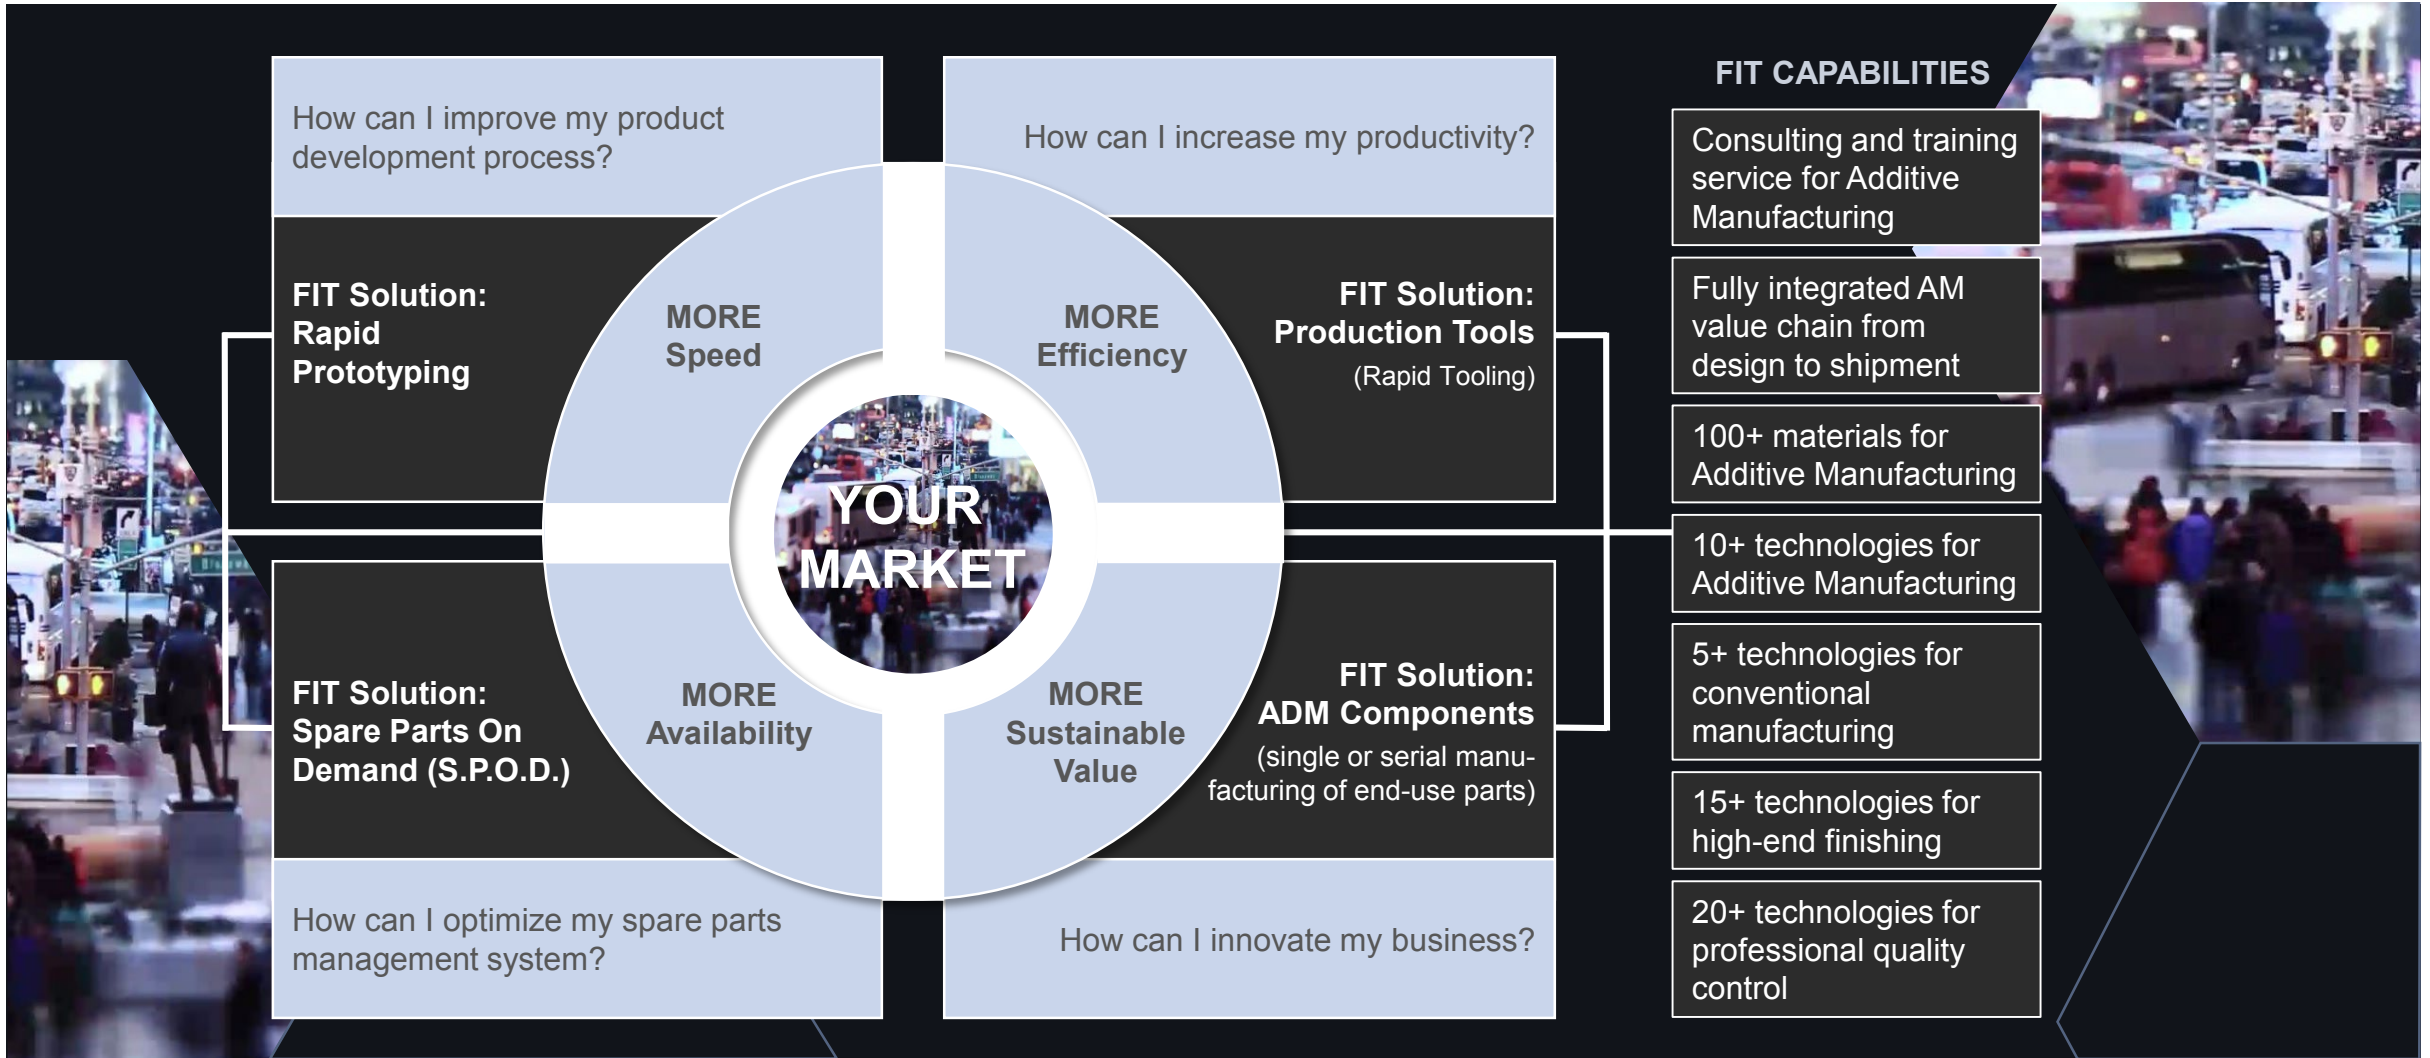 How can I improve my product
development process?
FIT Solution:
Rapid
Prototyping
MORE
Speed
How can I increase my productivity?
MORE
Efficiency
FIT Solution:
Production Tools
(Rapid Tooling)
YOUR
MARKET
FIT Solution:
Spare Parts On
Demand (S.P.O.D.)
MORE
Availability
How can I optimize my spare parts
management system?
MORE
Sustainable
Value
FIT Solution:
ADM Components
(single or serial manu-
facturing of end-use parts)
How can I innovate my business?
FIT CAPABILITIES
Consulting and training
service for Additive
Manufacturing
Fully integrated AM
value chain from
design to shipment
100+ materials for
Additive Manufacturing
10+ technologies for
Additive Manufacturing
5+ technologies for
conventional
manufacturing
15+ technologies for
high-end finishing
20+ technologies for
professional quality
control